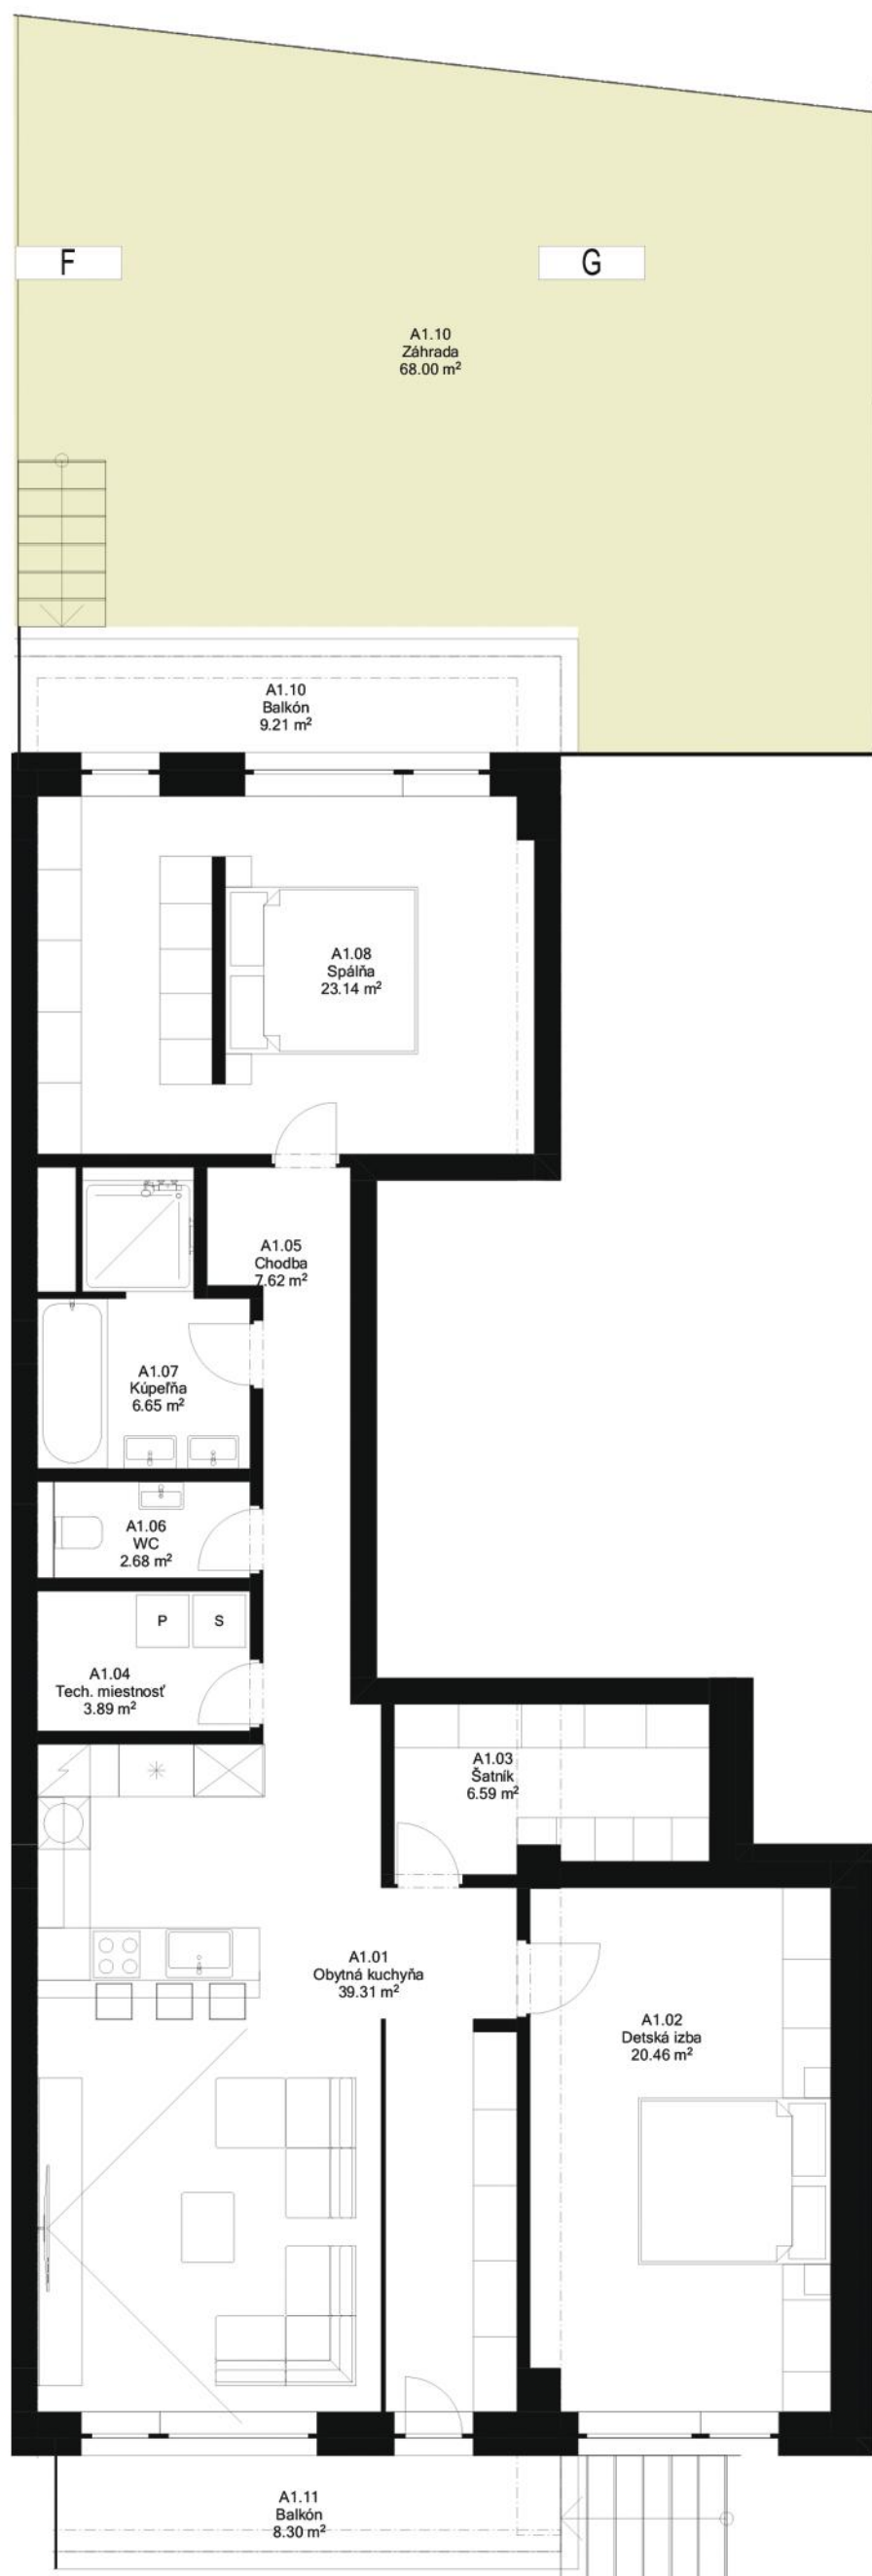 F
G
A1.10
Záhrada
68.00 m²
A1.10
Balkón
9.21 m²
A1.08
Spálňa
23.14 m²
A1.05
Chodba
7.62 m²
A1.07
Kúpeľňa
6.65 m²
A1.06
WC
2.68 m²
P
S
A1.04
Tech. miestnosť
3.89 m²
A1.03
Šatník
6.59 m²
A1.01
Obytná kuchyňa
39.31 m²
A1.02
Detská izba
20.46 m²
A1.11
Balkón
8.30 m²